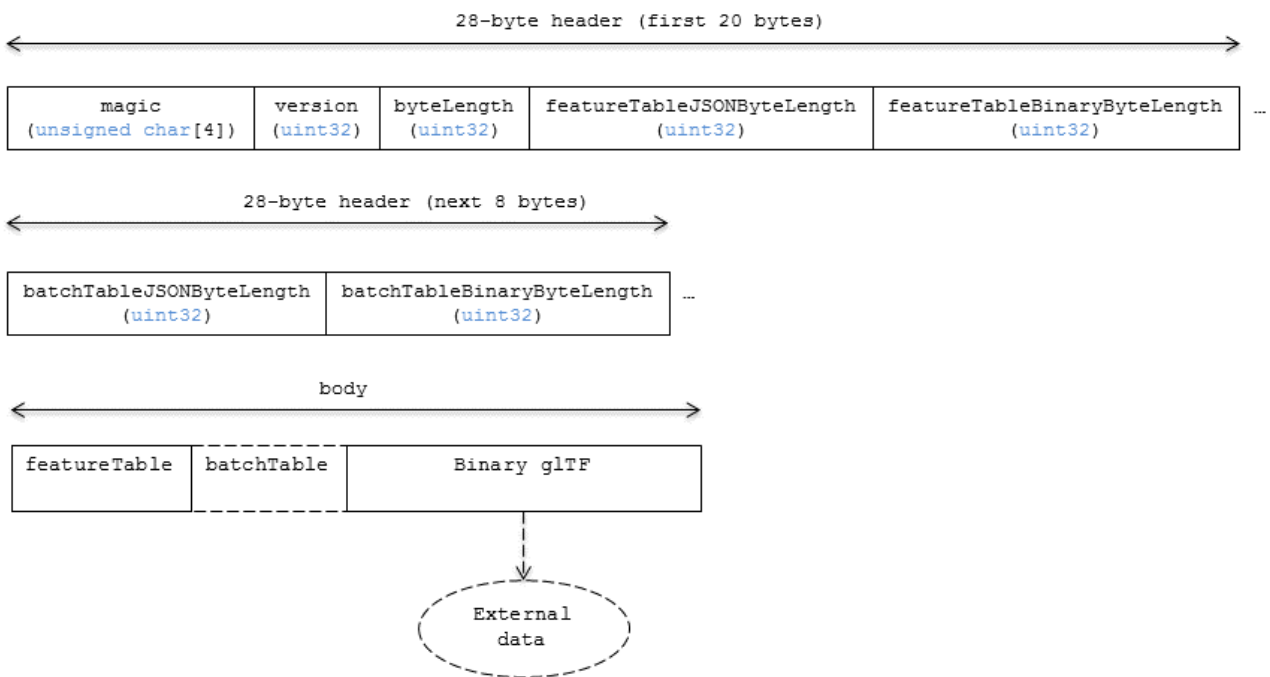 28-byte header (first 20 bytes)
magic version byteLength featureTableJSONByteLength featureTableBinaryByteLength …
(unsigned char[4]) (uint32) (uint32) (uint32) (uint32)
28-byte header (next 8 bytes)
batchTableJSONByteLength batchTableBinaryByteLength …
(uint32) (uint32)
body
featureTable batchTable Binary glTF
External
data